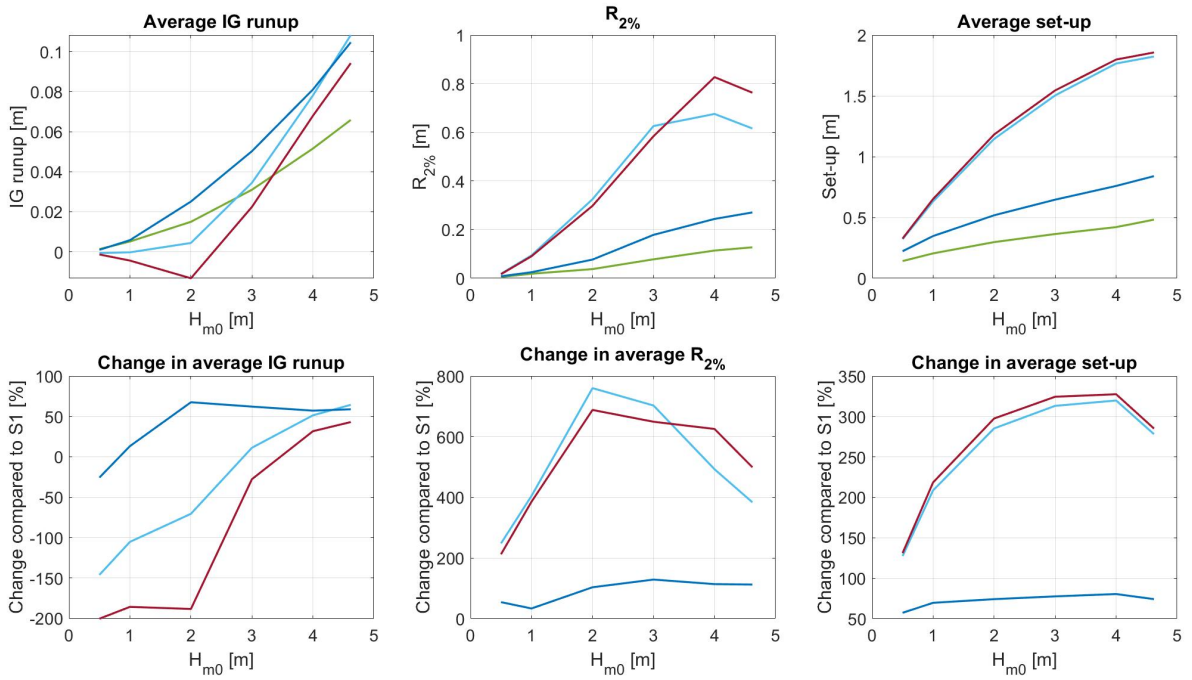 Average IG runup
IG runup [m]
0.1
0.08
0.06
0.04
0.02
0
0 1 2 3 4 5
H_m0 [m]
R_2%
R_2% [m]
1
0.8
0.6
0.4
0.2
0
0 1 2 3 4 5
H_m0 [m]
Average set-up
Set-up [m]
2
1.5
1
0.5
0
0 1 2 3 4 5
H_m0 [m]
Change in average IG runup
Change compared to S1 [%]
100
50
0
-50
-100
-150
-200
0 1 2 3 4 5
H_m0 [m]
Change in average R_2%
Change compared to S1 [%]
800
600
400
200
0
0 1 2 3 4 5
H_m0 [m]
Change in average set-up
Change compared to S1 [%]
350
300
250
200
150
100
50
0 1 2 3 4 5
H_m0 [m]